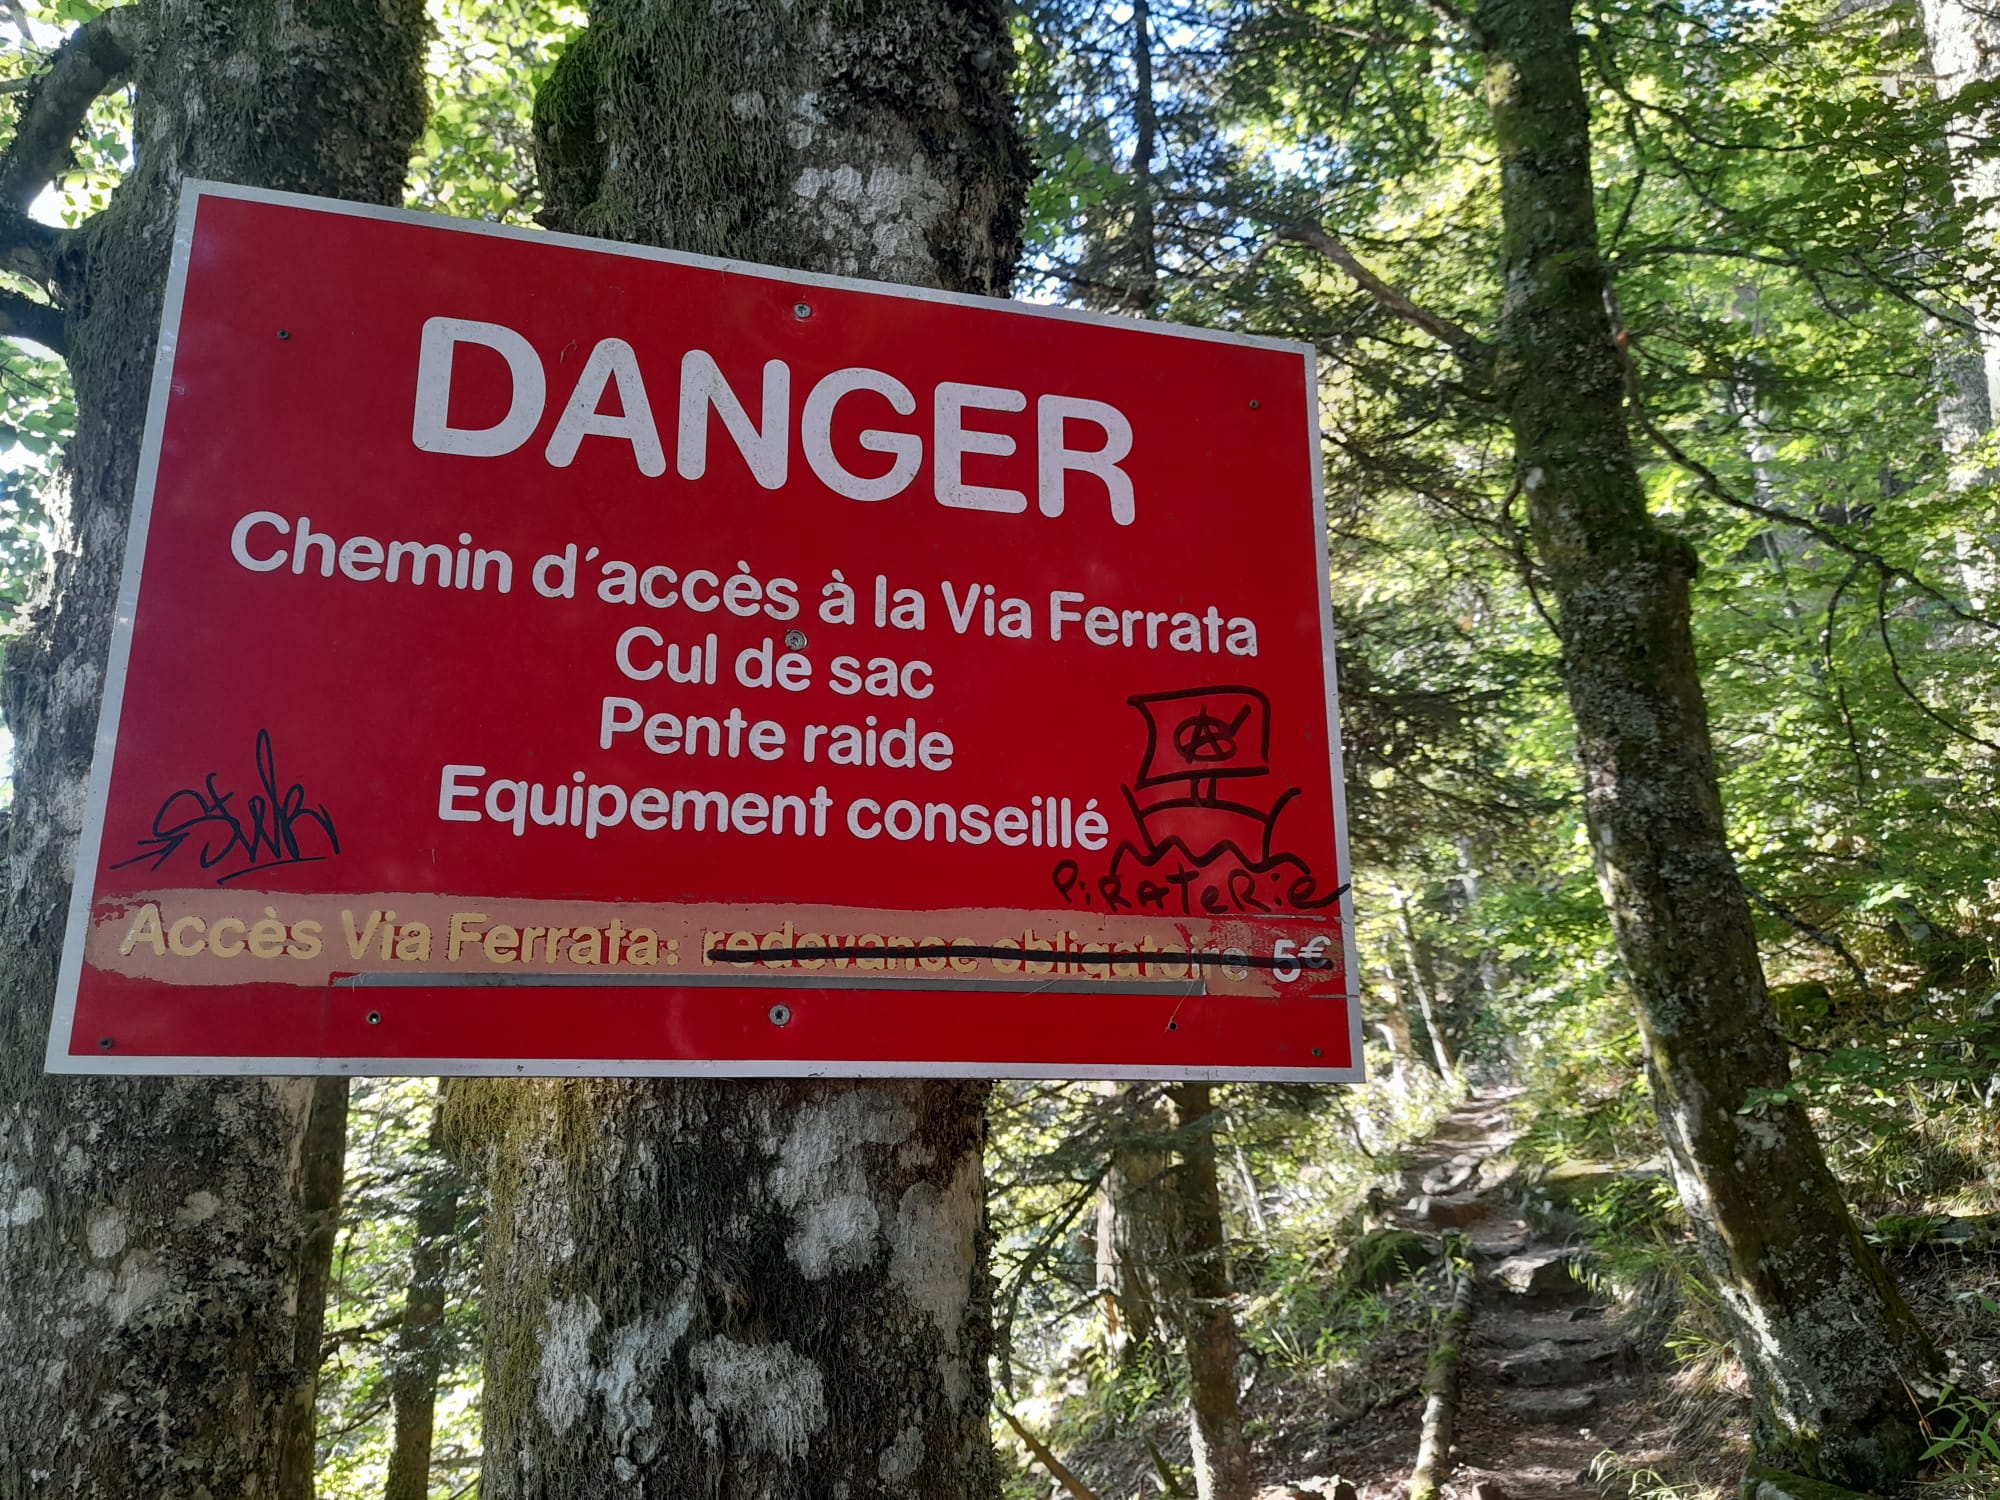 DANGER
Chemin d´accès à la Via Ferrata
Cul de sac
Pente raide
Equipement conseillé
PiRATeRie
Accès Via Ferrata: redevance obligatoire 5€